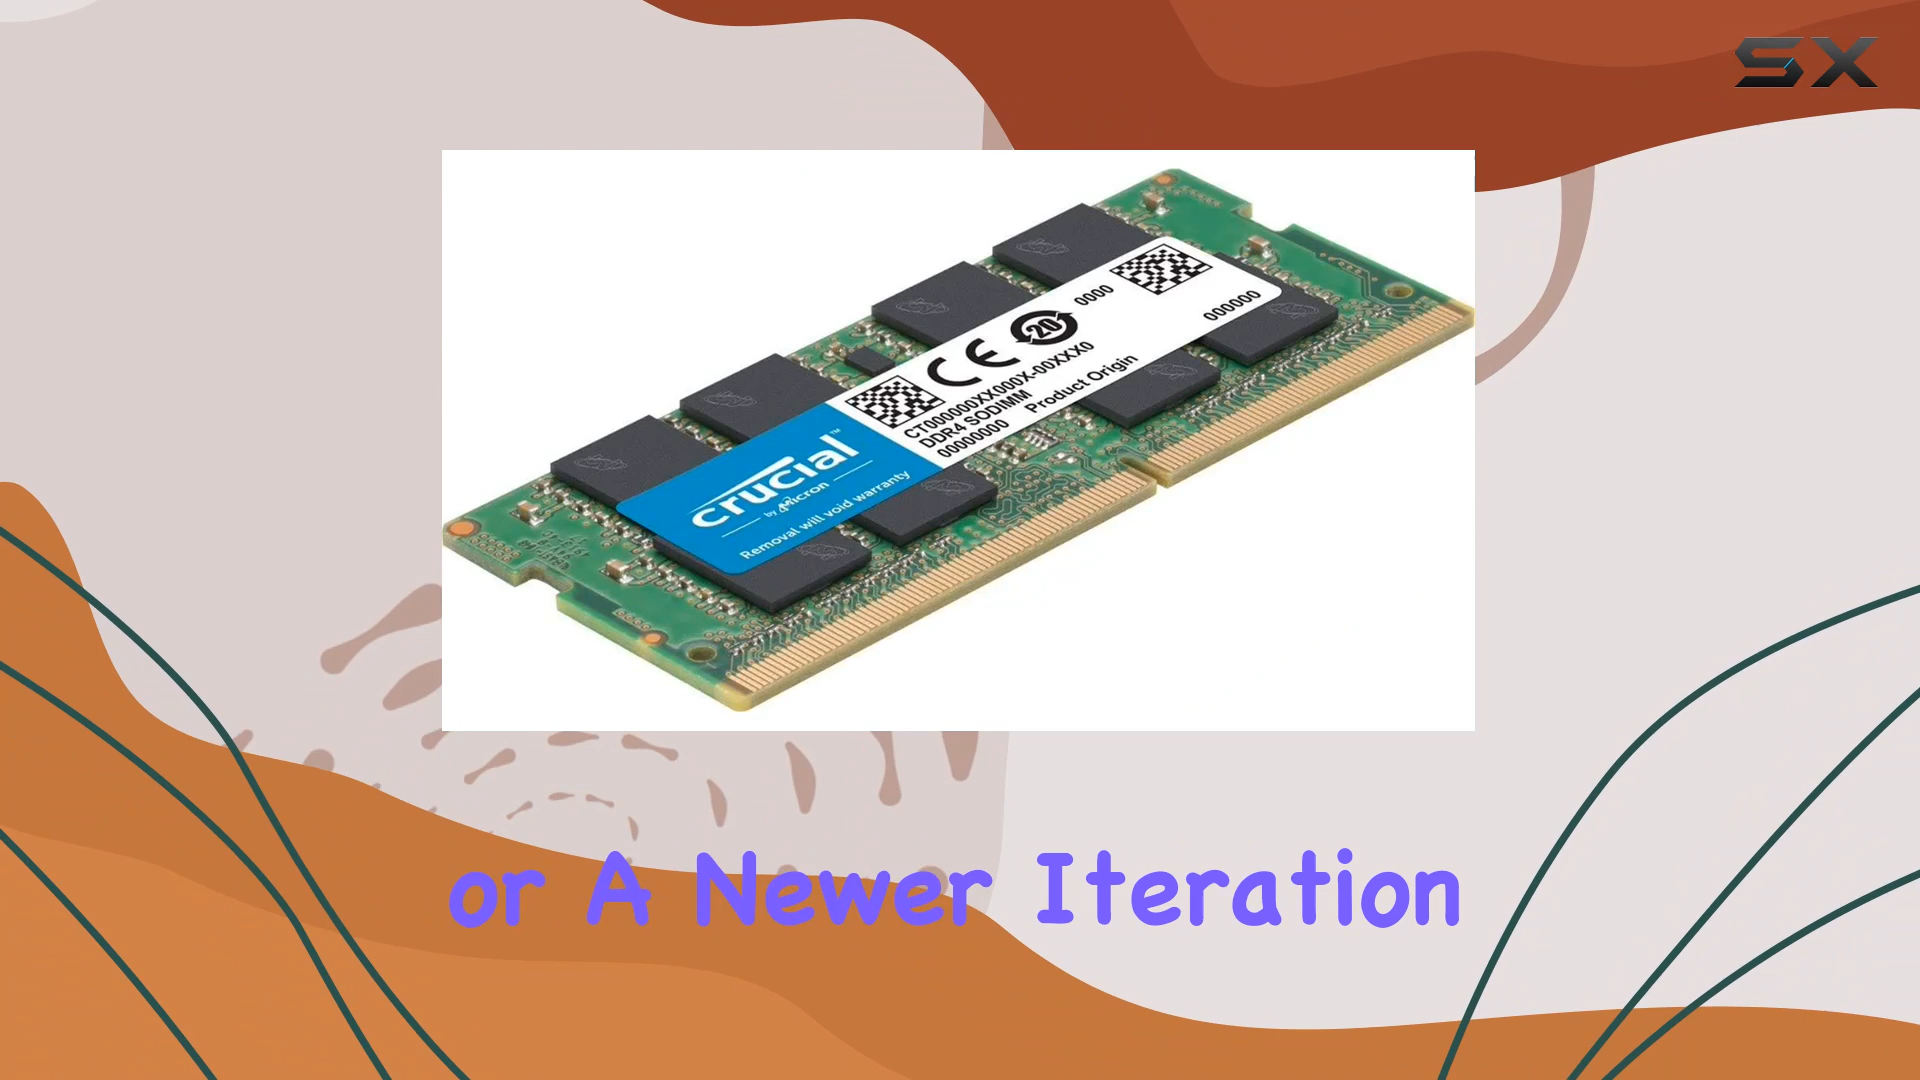 SX
crucial™
by Micron
Removal will void warranty
CE
20
0000
000000
CT000000XX000X-00XXX0
DDR4 SODIMM
00000000
Product Origin
or A Newer Iteration